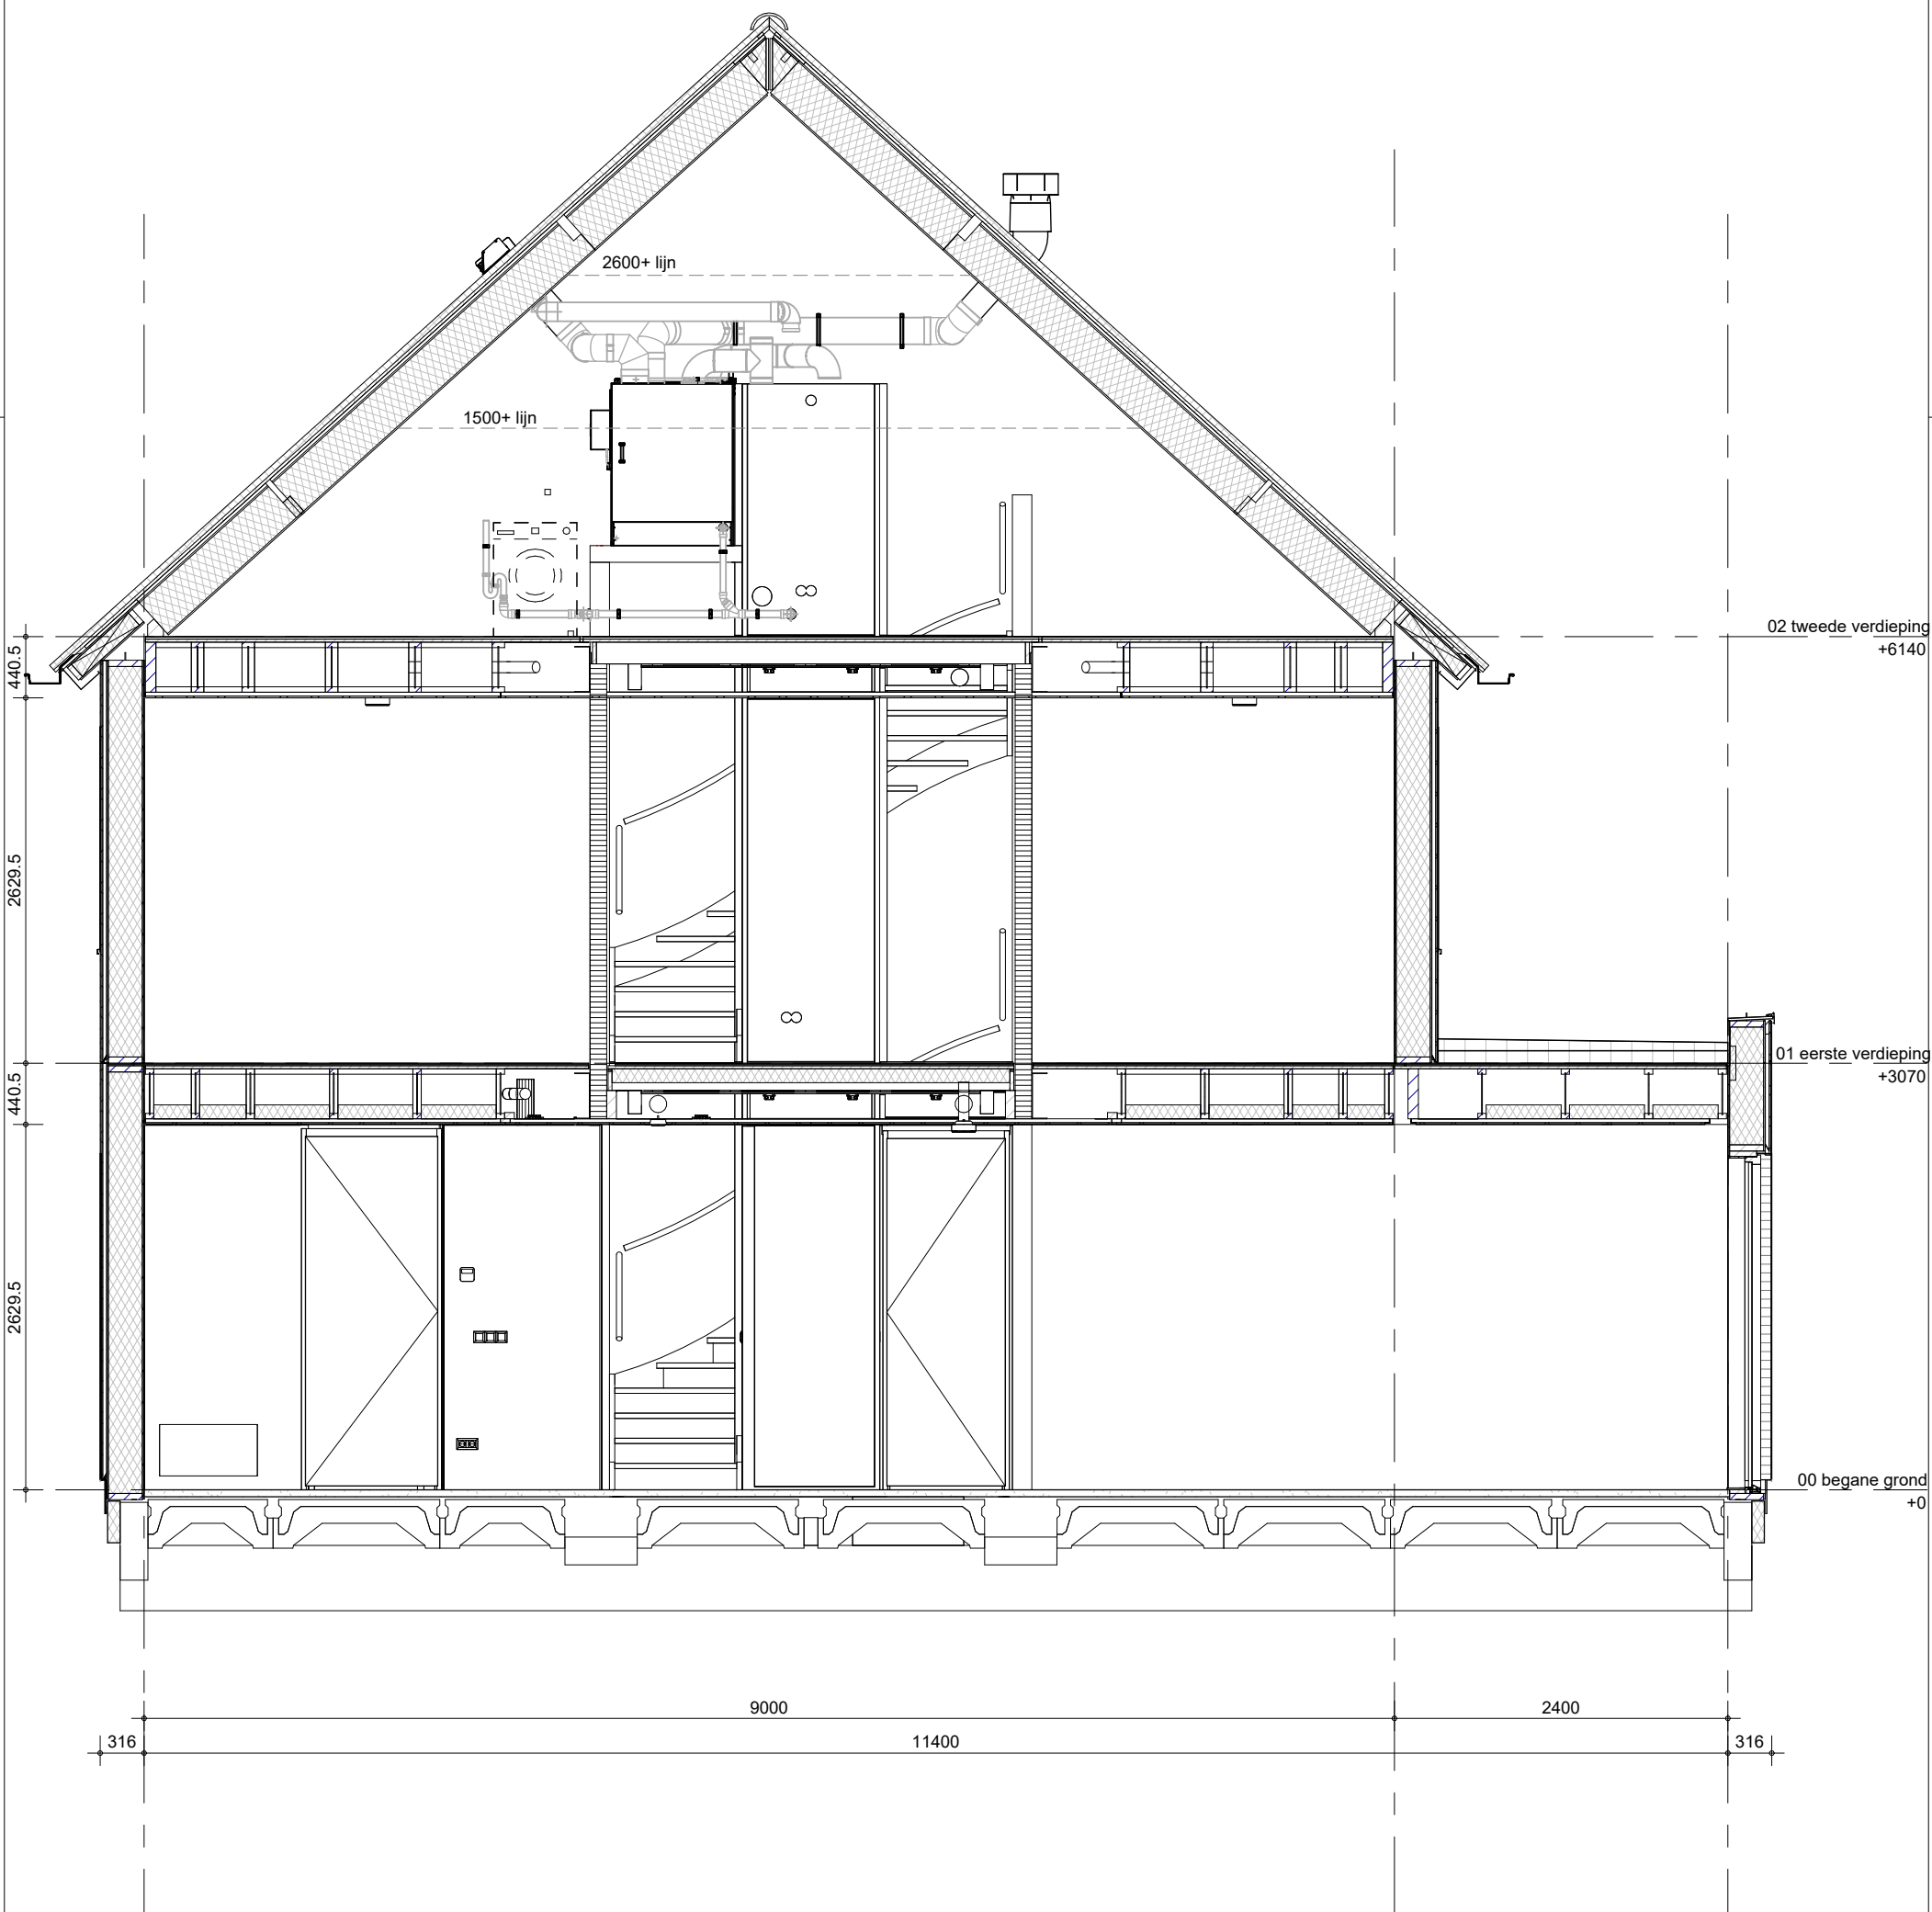 2600+ lijn
1500+ lijn
02 tweede verdieping
+6140
440.5
2629.5
01 eerste verdieping
+3070
440.5
2629.5
00 begane grond
+0
9000
2400
316
11400
316